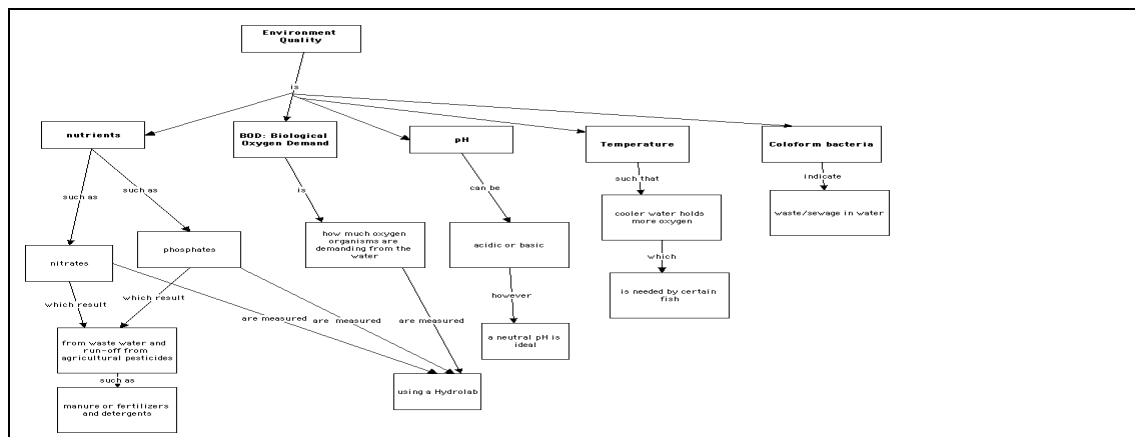 Environment
Quality
is
nutrients
BOD: Biological
Oxygen Demand
pH
Temperature
Coloform bacteria
such as
such as
is
can be
such that
indicate
nitrates
phosphates
how much oxygen
organisms are
demanding from the
water
acidic or basic
cooler water holds
more oxygen
waste/sewage in water
which result
which result
are measured
are measured
are measured
however
which
is needed by certain
fish
from waste water and
run-off from
agricultural pesticides
a neutral pH is
ideal
such as
manure or fertilizers
and detergents
using a Hydrolab